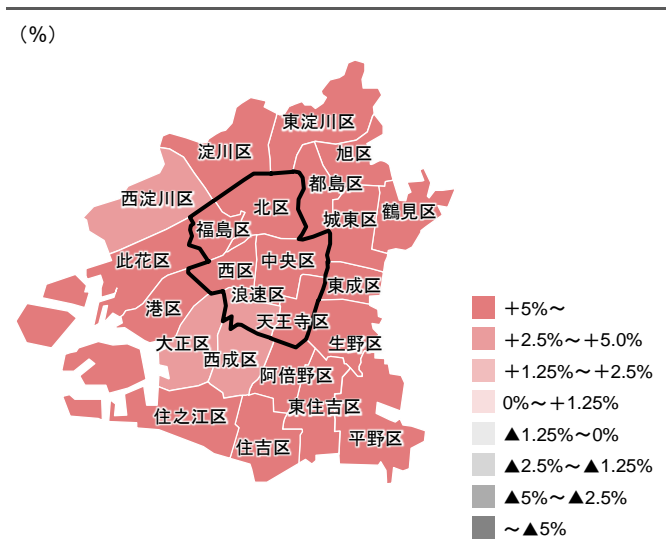 (%)
東淀川区
淀川区
旭区
都島区
西淀川区
北区
鶴見区
城東区
福島区
此花区
西区
中央区
東成区
浪速区
港区
天王寺区
生野区
大正区
西成区
阿倍野区
東住吉区
住之江区
平野区
住吉区
+5%～
+2.5%～+5.0%
+1.25%～+2.5%
0%～+1.25%
▲1.25%～0%
▲2.5%～▲1.25%
▲5%～▲2.5%
～▲5%